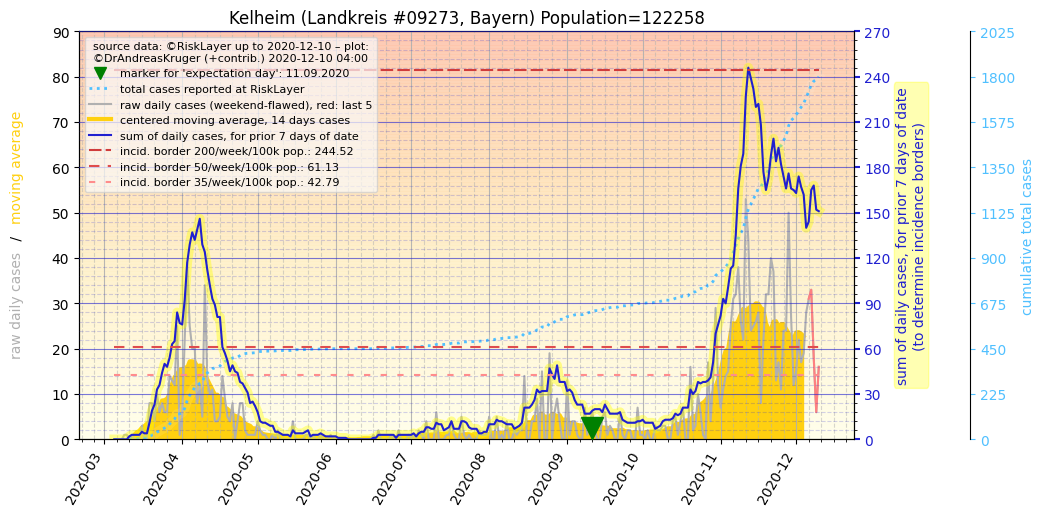 Kelheim (Landkreis #09273, Bayern) Population=122258
source data: ©RiskLayer up to 2020-12-10 – plot:
©DrAndreasKruger (+contrib.) 2020-12-10 04:00
marker for 'expectation day': 11.09.2020
total cases reported at RiskLayer
raw daily cases (weekend-flawed), red: last 5
centered moving average, 14 days cases
sum of daily cases, for prior 7 days of date
incid. border 200/week/100k pop.: 244.52
incid. border 50/week/100k pop.: 61.13
incid. border 35/week/100k pop.: 42.79
raw daily cases / moving average
90
80
70
60
50
40
30
20
10
0
2020-03
2020-04
2020-05
2020-06
2020-07
2020-08
2020-09
2020-10
2020-11
2020-12
270
240
210
180
150
120
90
60
30
0
sum of daily cases, for prior 7 days of date
(to determine incidence borders)
2025
1800
1575
1350
1125
900
675
450
225
0
cumulative total cases